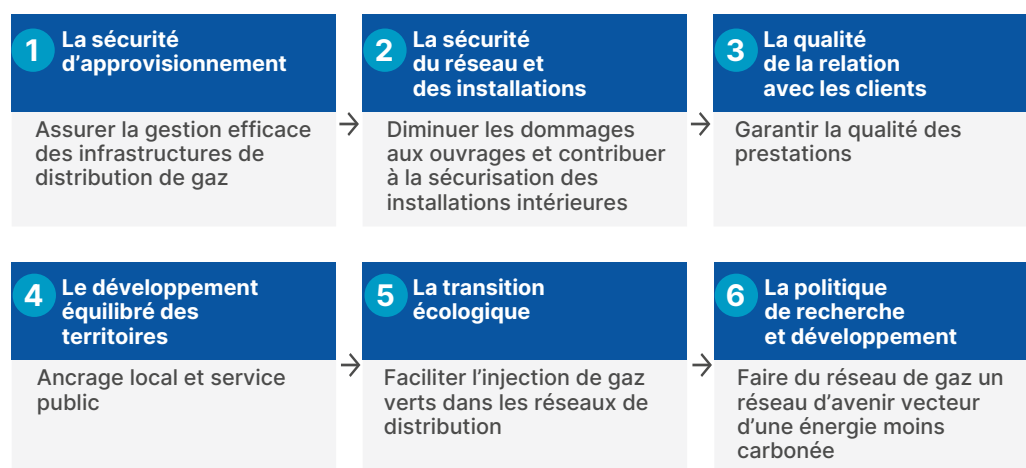 1
La sécurité
d’approvisionnement
Assurer la gestion efficace
des infrastructures de
distribution de gaz
2
La sécurité
du réseau et
des installations
Diminuer les dommages
aux ouvrages et contribuer
à la sécurisation des
installations intérieures
3
La qualité
de la relation
avec les clients
Garantir la qualité des
prestations
4
Le développement
équilibré des
territoires
Ancrage local et service
public
5
La transition
écologique
Faciliter l’injection de gaz
verts dans les réseaux de
distribution
6
La politique
de recherche
et développement
Faire du réseau de gaz un
réseau d’avenir vecteur
d’une énergie moins
carbonée